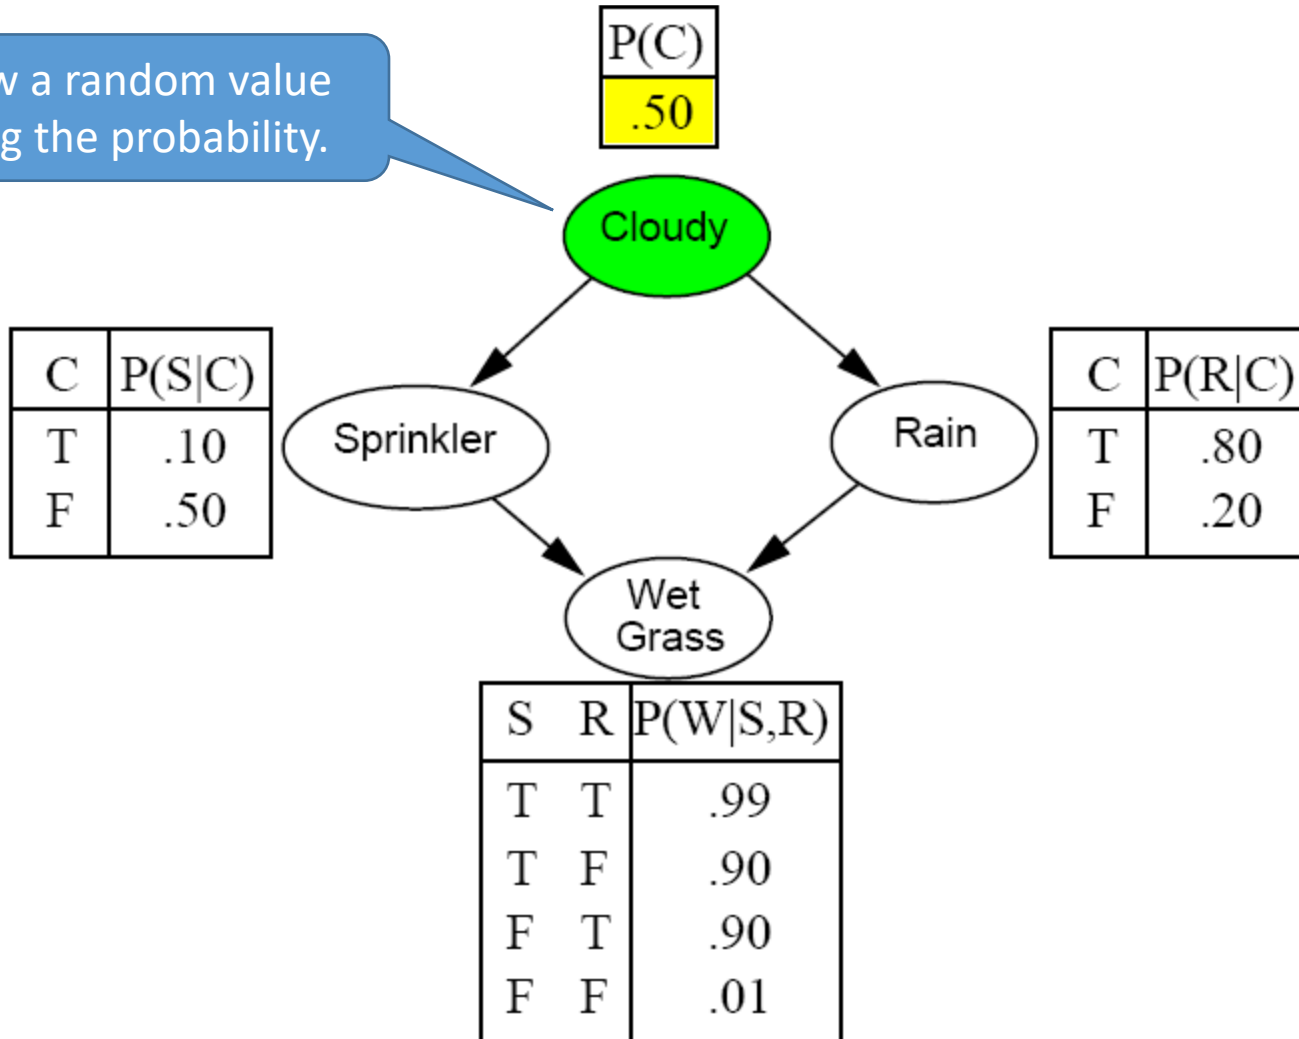 P(C)
.50
a random value
the probability.
Cloudy
C P(S|C)
T .10
F .50
Sprinkler
Rain
C P(R|C)
T .80
F .20
Wet
Grass
S R P(W|S,R)
T T .99
T F .90
F T .90
F F .01